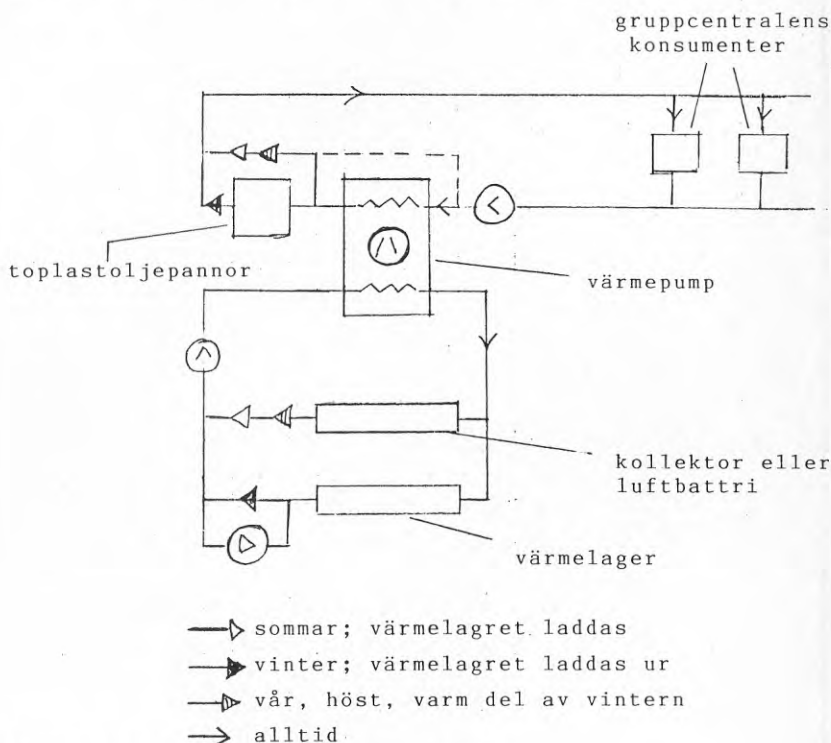 gruppcentralens
konsumenter
toplastoljepannor
värmepump
kollektor eller
luftbattri
värmelager
sommar; värmelagret laddas
vinter; värmelagret laddas ur
vår, höst, varm del av vintern
alltid